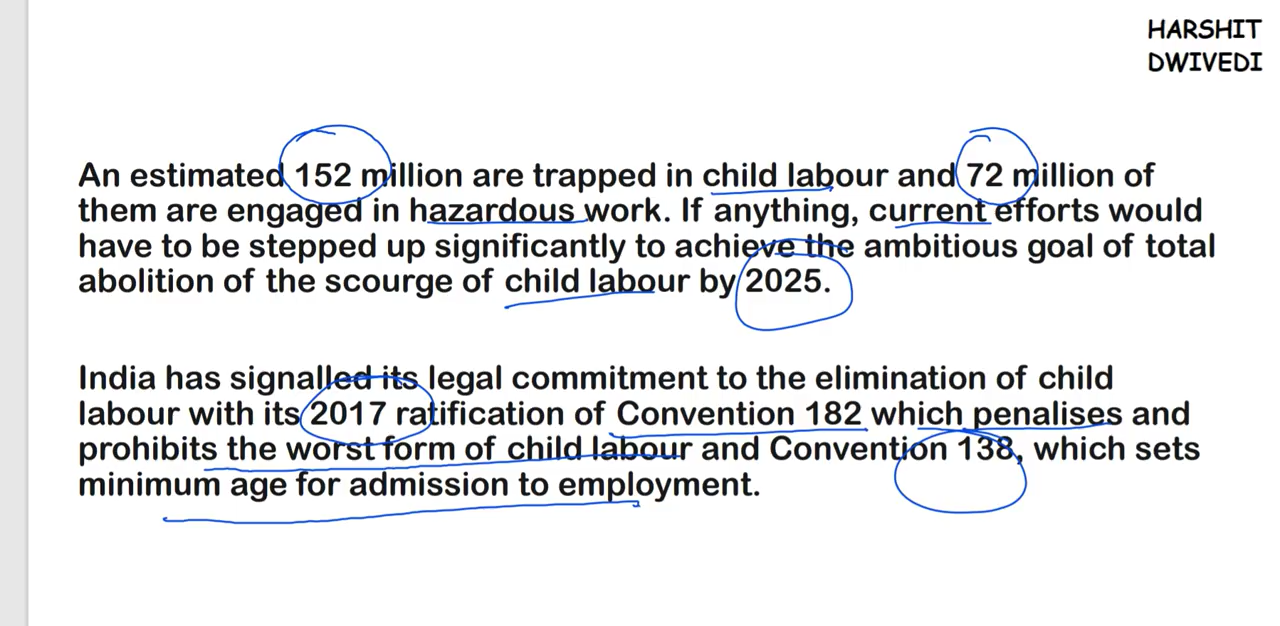 HARSHIT
DWIVEDI
An estimated 152 million are trapped in child labour and 72 million of
them are engaged in hazardous work. If anything, current efforts would
have to be stepped up significantly to achieve the ambitious goal of total
abolition of the scourge of child labour by 2025.
India has signalled its legal commitment to the elimination of child
labour with its 2017 ratification of Convention 182 which penalises and
prohibits the worst form of child labour and Convention 138, which sets
minimum age for admission to employment.